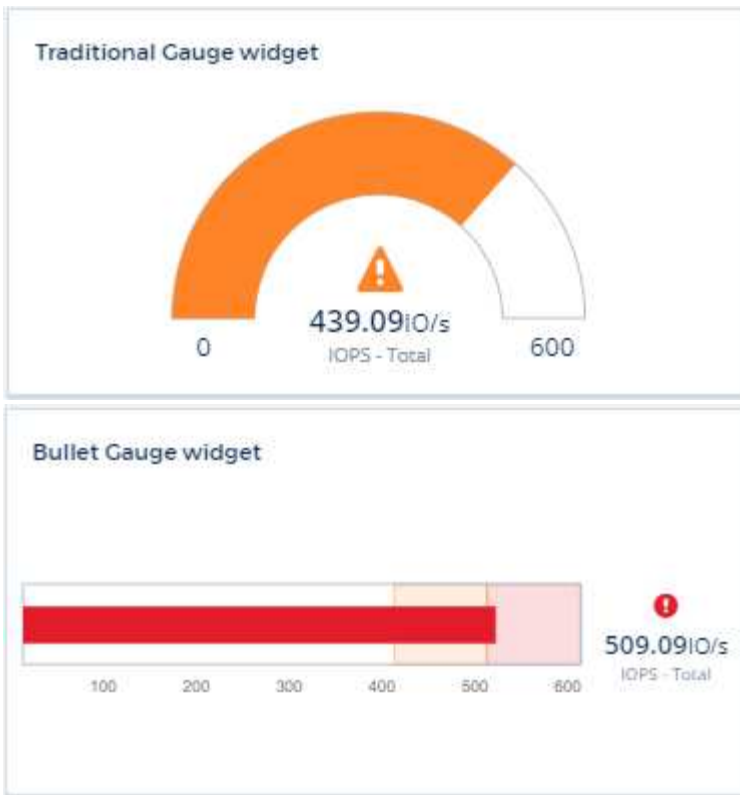 Traditional Gauge widget
439.09IO/s
0
IOPS - Total
600
Bullet Gauge widget
509.09IO/s
IOPS - Total
100 200 300 400 500 600